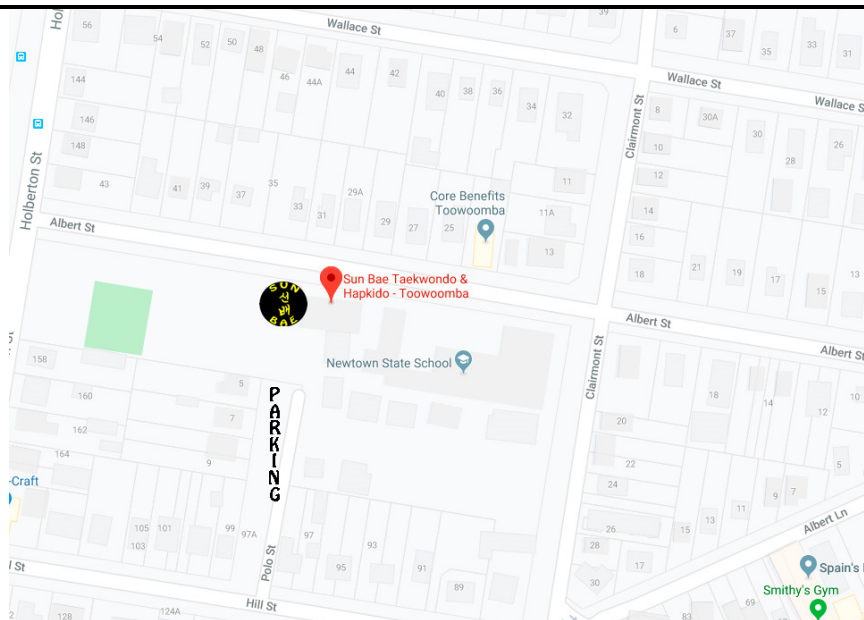 Wallace St
Wallace St
Wallace S
Hol
56
54
52
50
48
46
44A
44
42
40
38
36
34
32
39
6
37
35
33
31
144
146
148
43
41
39
37
35
33
31
29A
29
27
25
11
11A
13
8
10
12
14
16
18
30A
30
28
26
21
19
17
15
13
Holberton St
Clairmont St
Core Benefits
Toowoomba
Albert St
SUN
선배
BAE
Sun Bae Taekwondo &
Hapkido - Toowoomba
Albert St
Albert St
Newtown State School
Clairmont St
158
160
162
164
5
7
9
PARKING
-Craft
105
101
103
99
97A
97
95
93
91
89
Polo St
Hill St
l St
128
124A
18
14
12
10
20
22
24
26
28
30
5
7
9
11
13
15
17
Albert Ln
Spain's
Smithy's Gym
83
69